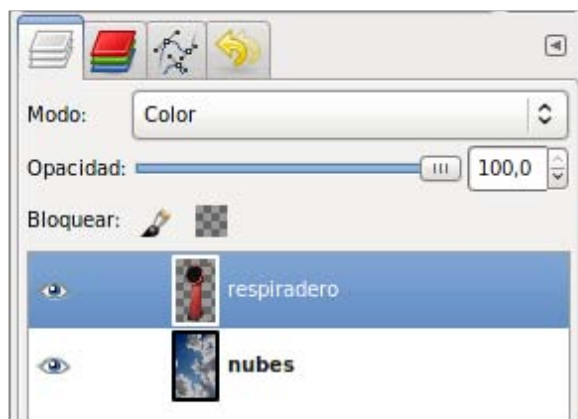 Modo: Color
Opacidad: 100,0
Bloquear:
respiradero
nubes